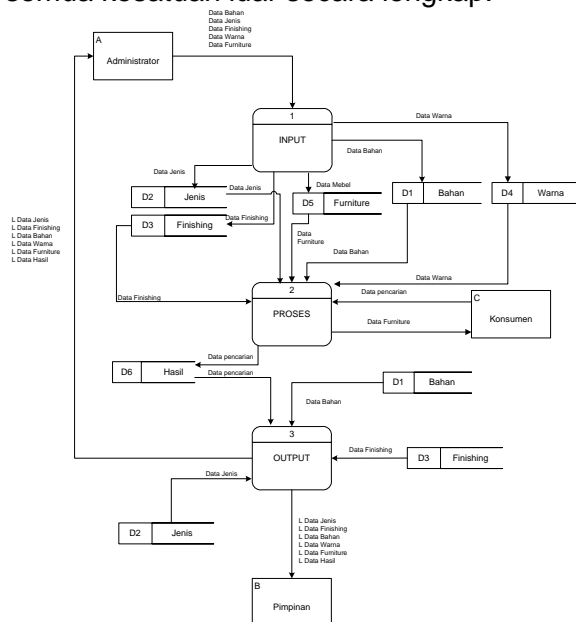 semua kesatuan luar secara lengkap.
Data Bahan
Data Jenis
Data Finishing
Data Warna
Data Furniture
A
Administrator
1
INPUT
Data Warna
Data Bahan
Data Jenis
Data Mebel
D2 Jenis
Data Jenis
D5 Furniture
D1 Bahan
D4 Warna
D3 Finishing
Data Finishing
L Data Jenis
L Data Finishing
L Data Bahan
L Data Warna
L Data Furniture
L Data Hasil
Data
Furniture
Data Bahan
Data Warna
Data Finishing
2
PROSES
Data pencarian
Data Furniture
C
Konsumen
Data pencarian
D6 Hasil
Data pencarian
D1 Bahan
Data Bahan
3
OUTPUT
Data Finishing
D3 Finishing
Data Jenis
D2 Jenis
L Data Jenis
L Data Finishing
L Data Bahan
L Data Warna
L Data Furniture
L Data Hasil
B
Pimpinan